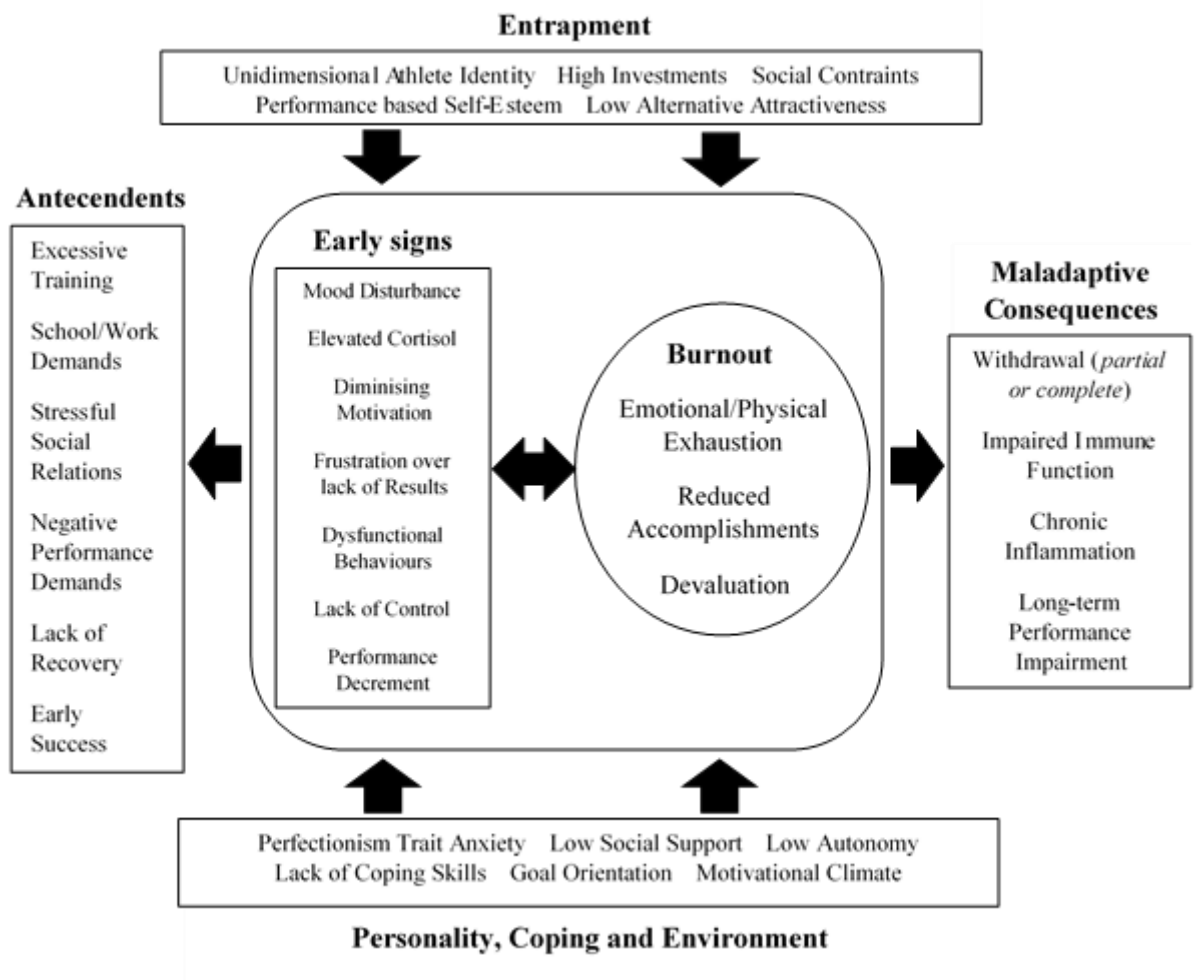 Entrapment
Unidimensional Athlete Identity High Investments Social Contraints
Performance based Self-Esteem Low Alternative Attractiveness
Antecendents
Excessive
Training
School/Work
Demands
Stressful
Social
Relations
Negative
Performance
Demands
Lack of
Recovery
Early
Success
Early signs
Mood Disturbance
Elevated Cortisol
Diminising
Motivation
Frustration over
lack of Results
Dysfunctional
Behaviours
Lack of Control
Performance
Decrement
Burnout
Emotional/Physical
Exhaustion
Reduced
Accomplishments
Devaluation
Maladaptive
Consequences
Withdrawal (partial
or complete)
Impaired Immune
Function
Chronic
Inflammation
Long-term
Performance
Impairment
Perfectionism Trait Anxiety Low Social Support Low Autonomy
Lack of Coping Skills Goal Orientation Motivational Climate
Personality, Coping and Environment